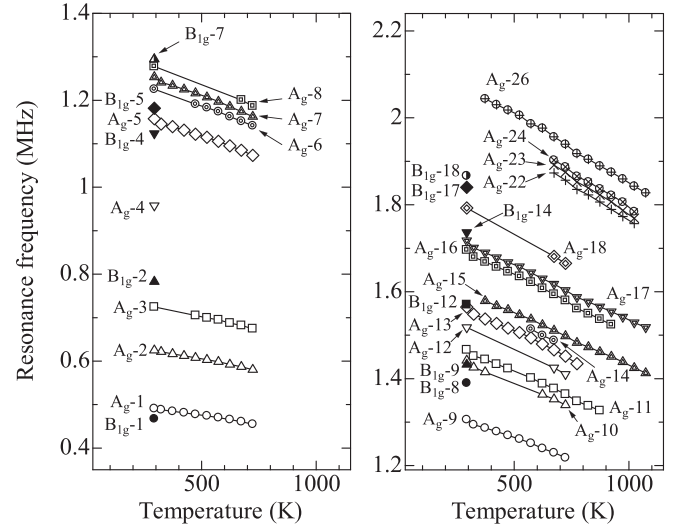 Resonance frequency (MHz)
1.4
1.2
1
0.8
0.6
0.4
B1g-7
B1g-5
Ag-5
B1g-4
Ag-8
Ag-7
Ag-6
Ag-4
B1g-2
Ag-3
Ag-2
Ag-1
B1g-1
500 1000
Temperature (K)
2.2
2
1.8
1.6
1.4
1.2
Ag-26
Ag-24
Ag-23
Ag-22
B1g-18
B1g-17
B1g-14
Ag-18
Ag-16
Ag-17
Ag-15
B1g-12
Ag-13
Ag-12
Ag-14
B1g-9
B1g-8
Ag-11
Ag-10
Ag-9
500 1000
Temperature (K)